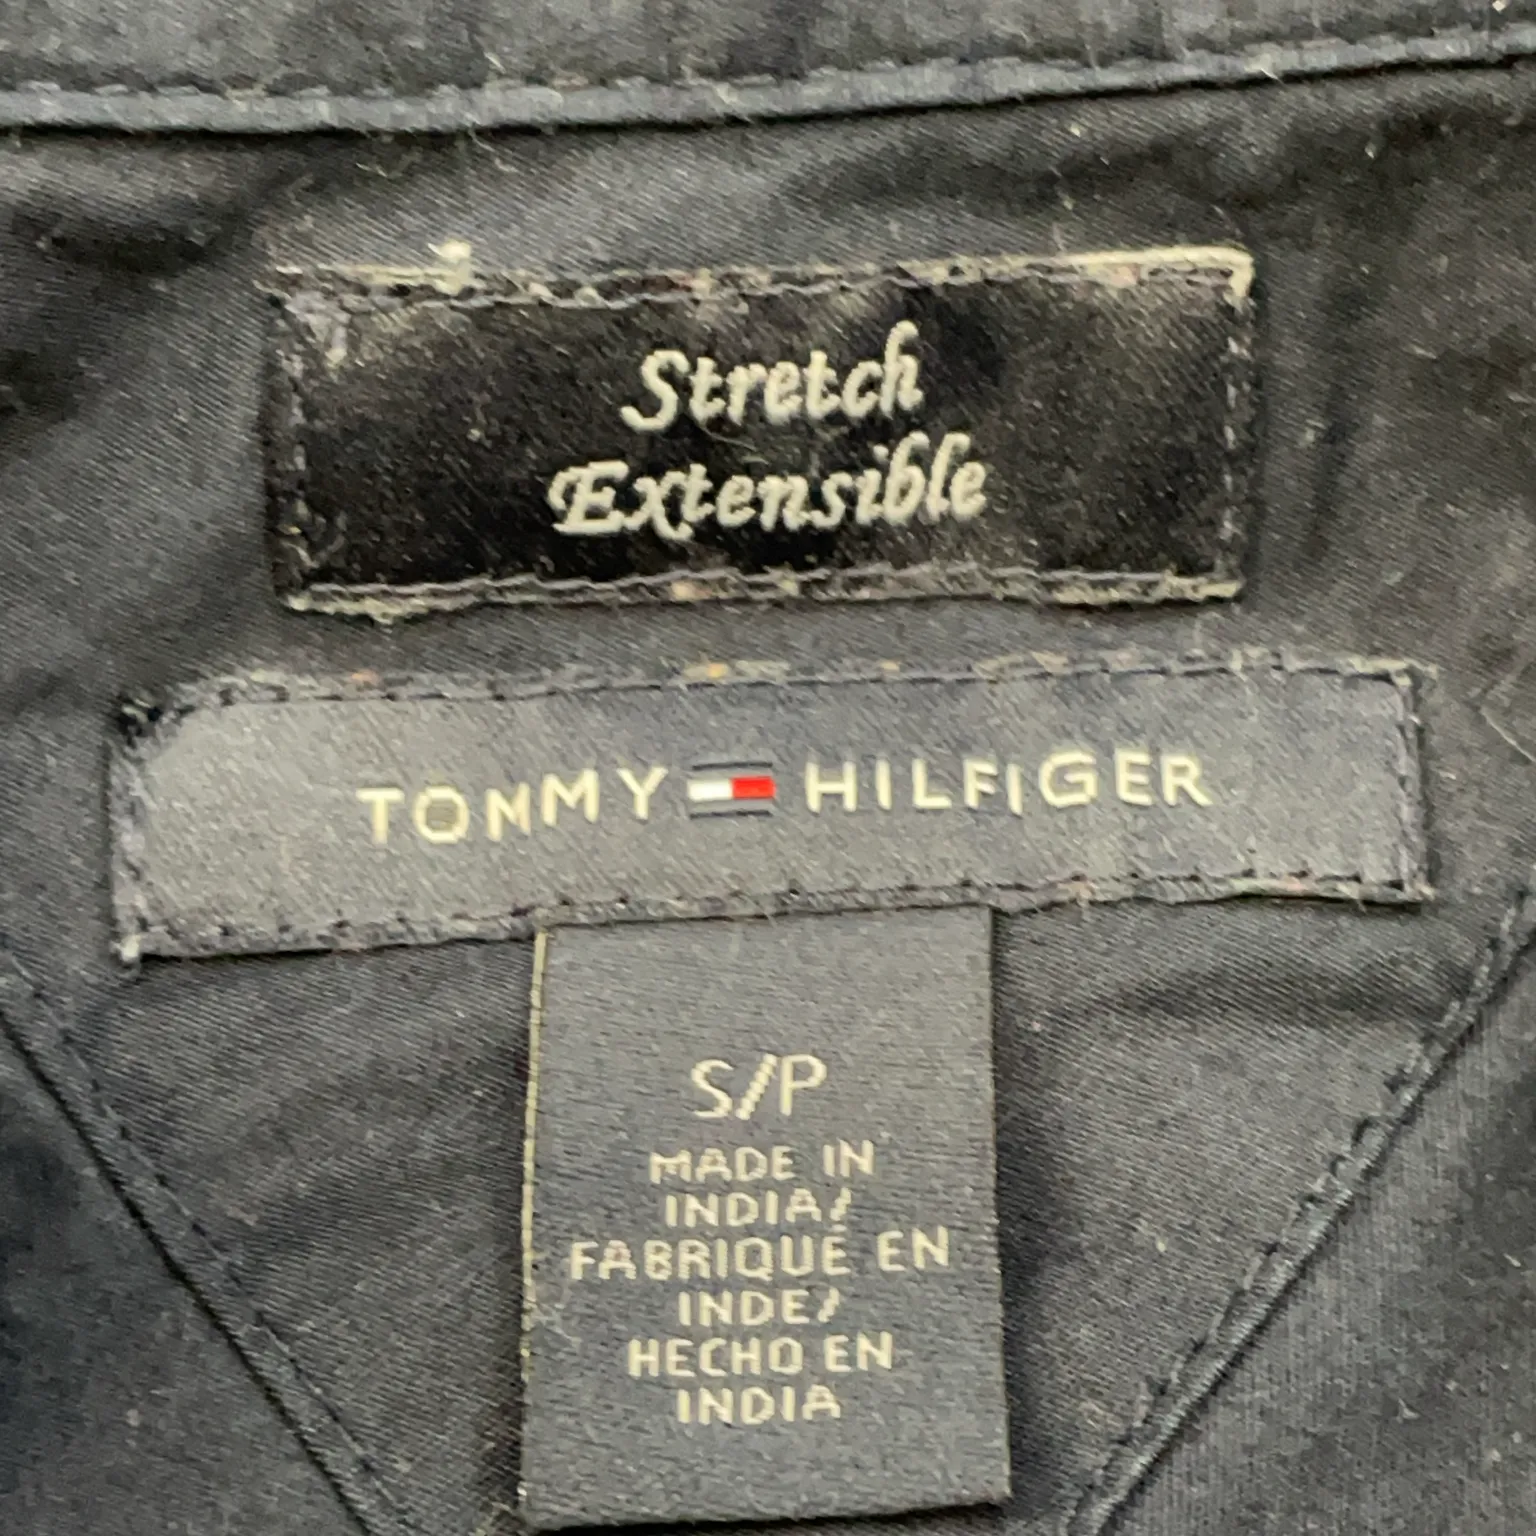 Stretch
Extensible
TOMMY HILFIGER
S/P
MADE IN
INDIA/
FABRIQUÉ EN
INDE/
HECHO EN
INDIA